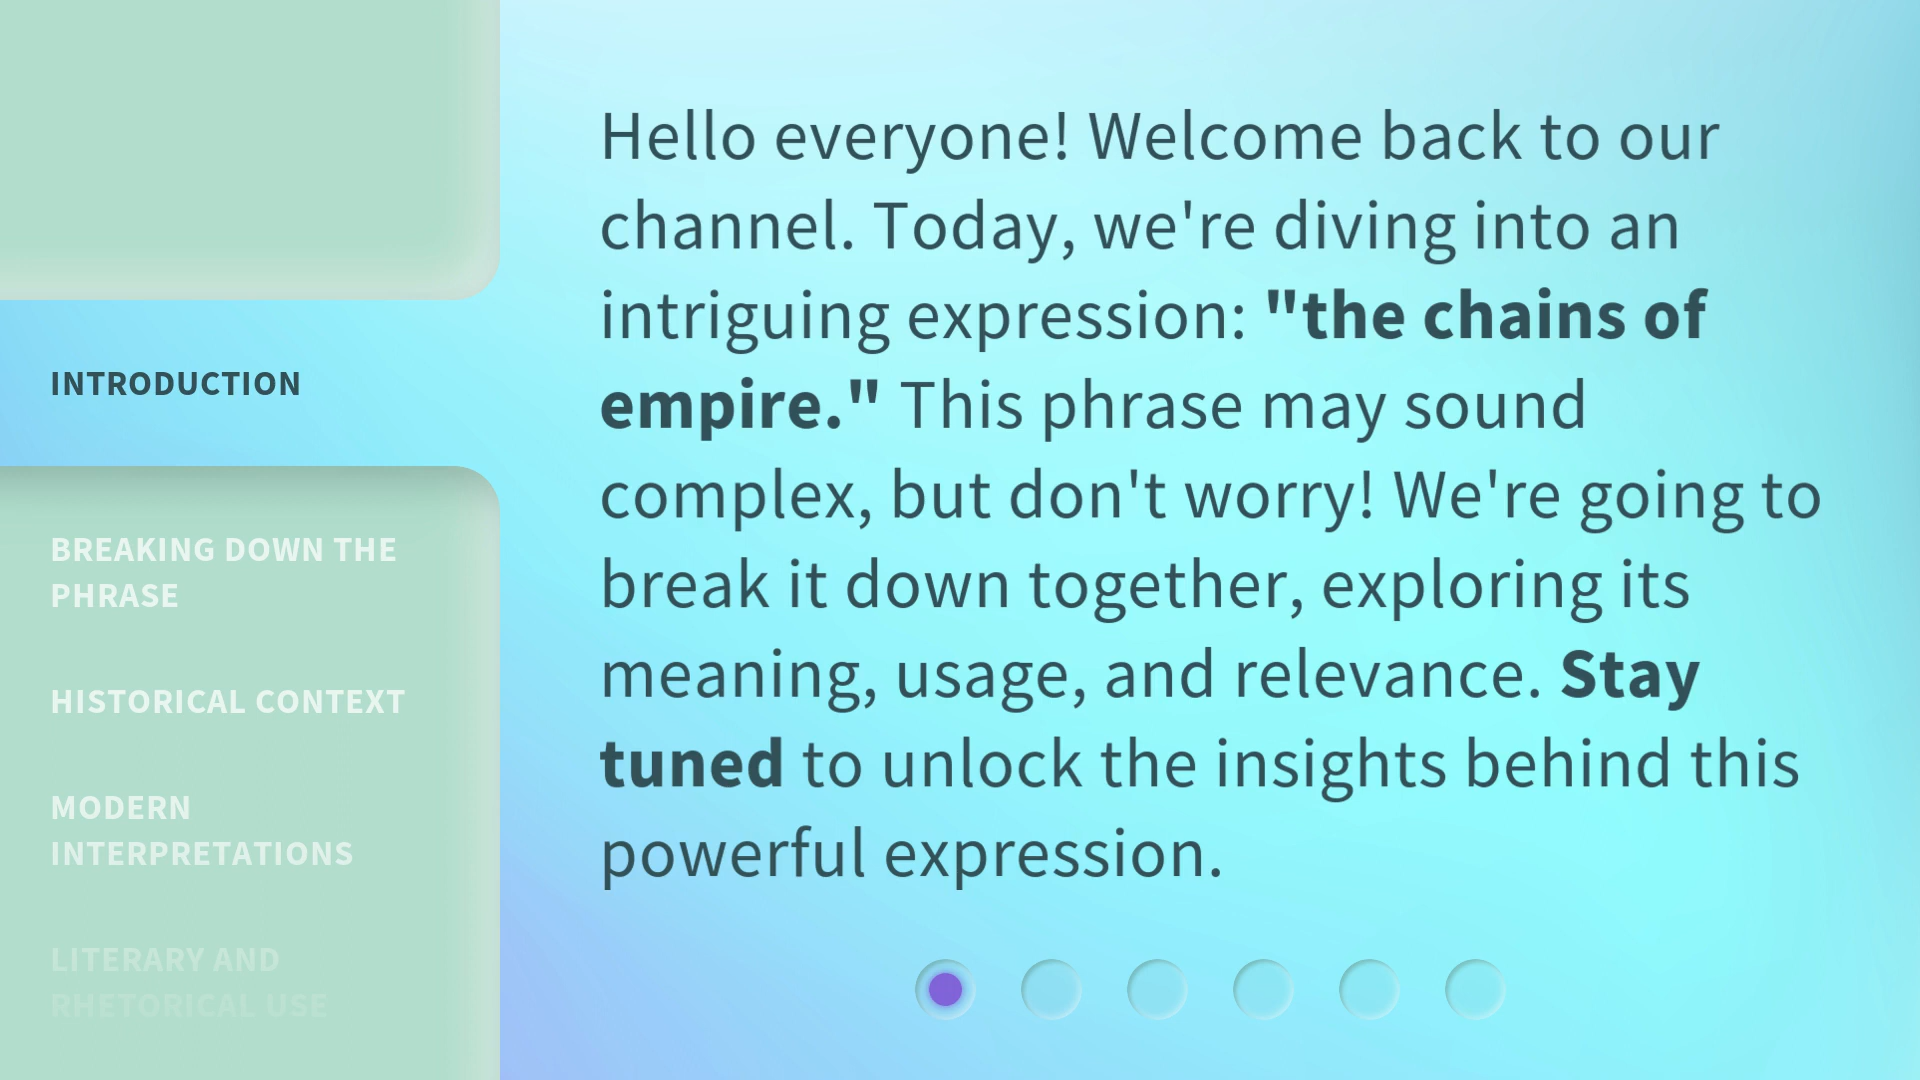 INTRODUCTION
BREAKING DOWN THE
PHRASE
HISTORICAL CONTEXT
MODERN
INTERPRETATIONS
LITERARY AND
RHETORICAL USE
Hello everyone! Welcome back to our
channel. Today, we're diving into an
intriguing expression: "the chains of
empire." This phrase may sound
complex, but don't worry! We're going to
break it down together, exploring its
meaning, usage, and relevance. Stay
tuned to unlock the insights behind this
powerful expression.